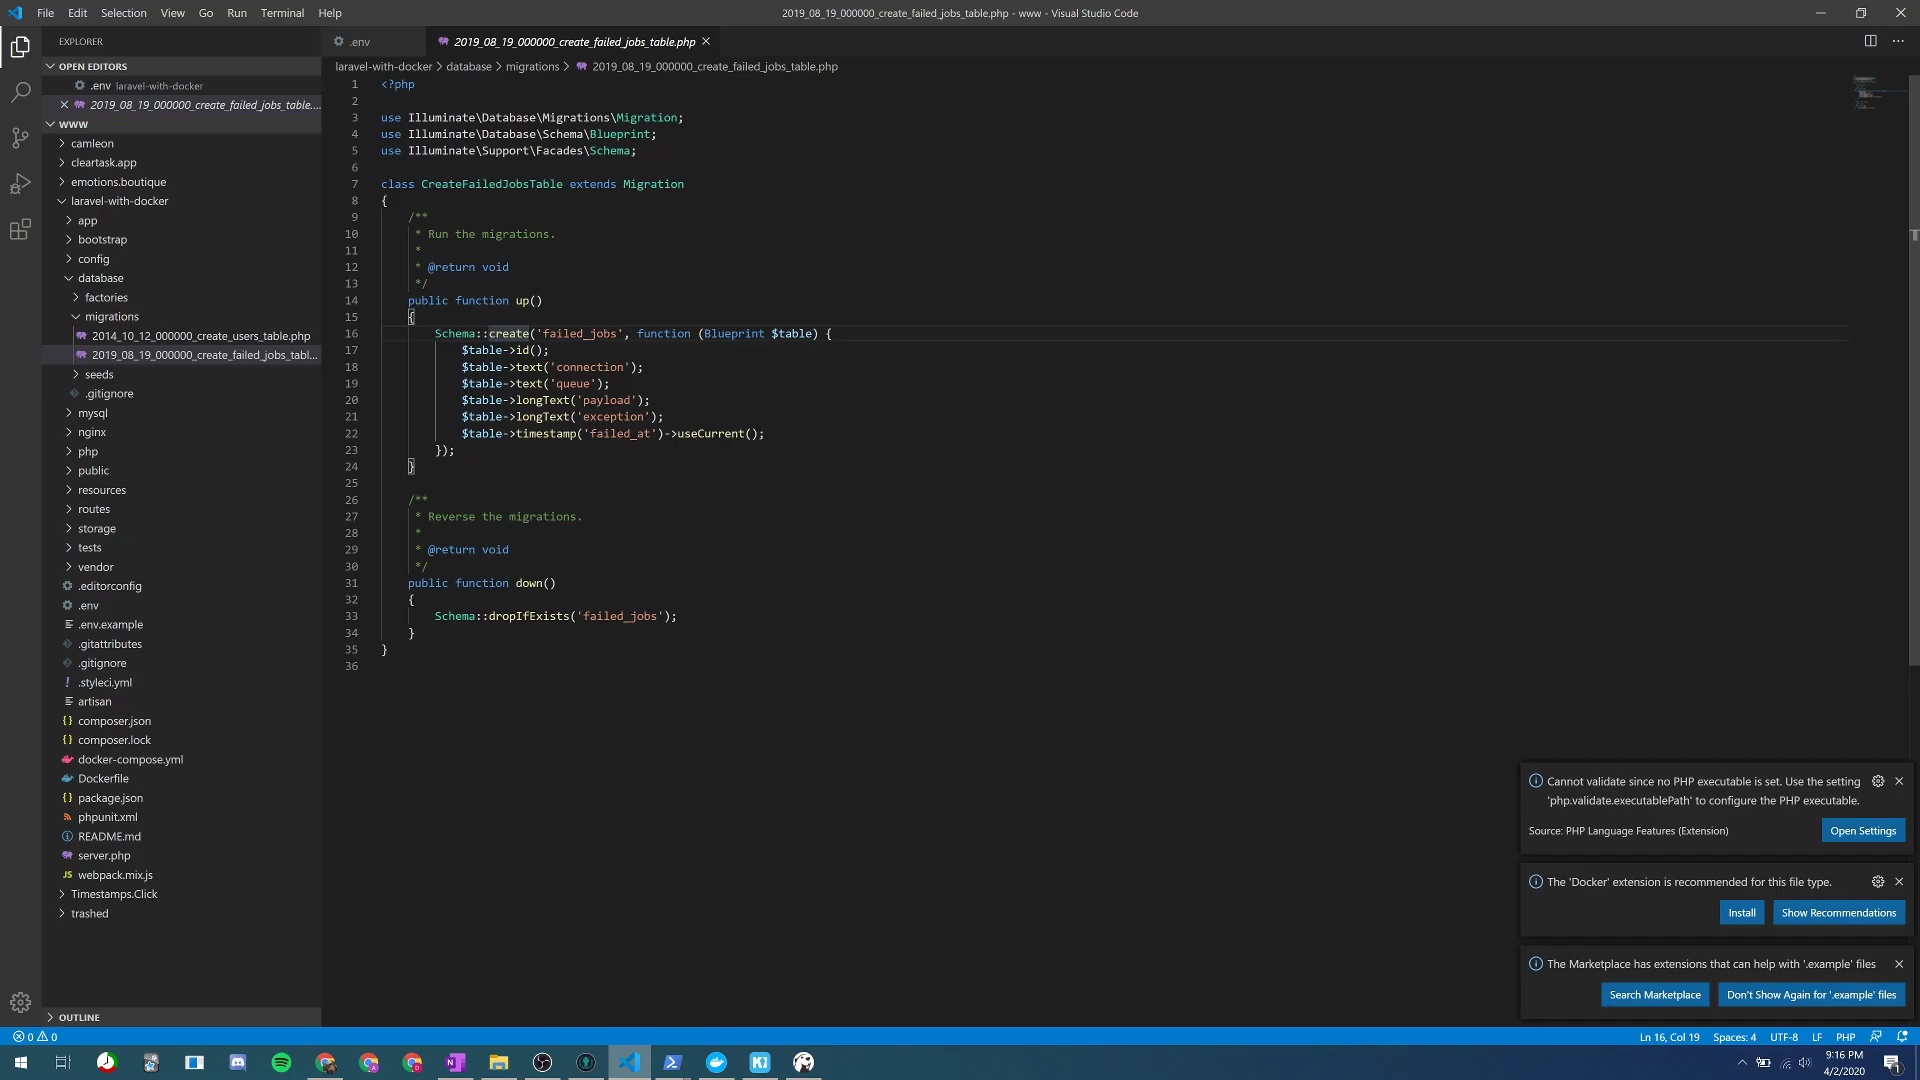 File Edit Selection View Go Run Terminal Help
2019_08_19_000000_create_failed_jobs_table.php - www - Visual Studio Code
EXPLORER
OPEN EDITORS
.env laravel-with-docker
2019_08_19_000000_create_failed_jobs_table....
WWW
camleon
cleartask.app
emotions.boutique
laravel-with-docker
app
bootstrap
config
database
factories
migrations
2014_10_12_000000_create_users_table.php
2019_08_19_000000_create_failed_jobs_tabl...
seeds
.gitignore
mysql
nginx
php
public
resources
routes
storage
tests
vendor
.editorconfig
.env
.env.example
.gitattributes
.gitignore
.styleci.yml
artisan
composer.json
composer.lock
docker-compose.yml
Dockerfile
package.json
phpunit.xml
README.md
server.php
webpack.mix.js
Timestamps.Click
trashed
OUTLINE
.env
2019_08_19_000000_create_failed_jobs_table.php
laravel-with-docker > database > migrations > 2019_08_19_000000_create_failed_jobs_table.php
1 <?php
2
3 use Illuminate\Database\Migrations\Migration;
4 use Illuminate\Database\Schema\Blueprint;
5 use Illuminate\Support\Facades\Schema;
6
7 class CreateFailedJobsTable extends Migration
8 {
9 /**
10 * Run the migrations.
11 *
12 * @return void
13 */
14 public function up()
15 {
16 Schema::create('failed_jobs', function (Blueprint $table) {
17 $table->id();
18 $table->text('connection');
19 $table->text('queue');
20 $table->longText('payload');
21 $table->longText('exception');
22 $table->timestamp('failed_at')->useCurrent();
23 });
24 }
25
26 /**
27 * Reverse the migrations.
28 *
29 * @return void
30 */
31 public function down()
32 {
33 Schema::dropIfExists('failed_jobs');
34 }
35 }
36
Cannot validate since no PHP executable is set. Use the setting
'php.validate.executablePath' to configure the PHP executable.
Source: PHP Language Features (Extension)
Open Settings
The 'Docker' extension is recommended for this file type.
Install
Show Recommendations
The Marketplace has extensions that can help with '.example' files
Search Marketplace
Don't Show Again for '.example' files
0 0
Ln 16, Col 19 Spaces: 4 UTF-8 LF PHP
9:16 PM
4/2/2020